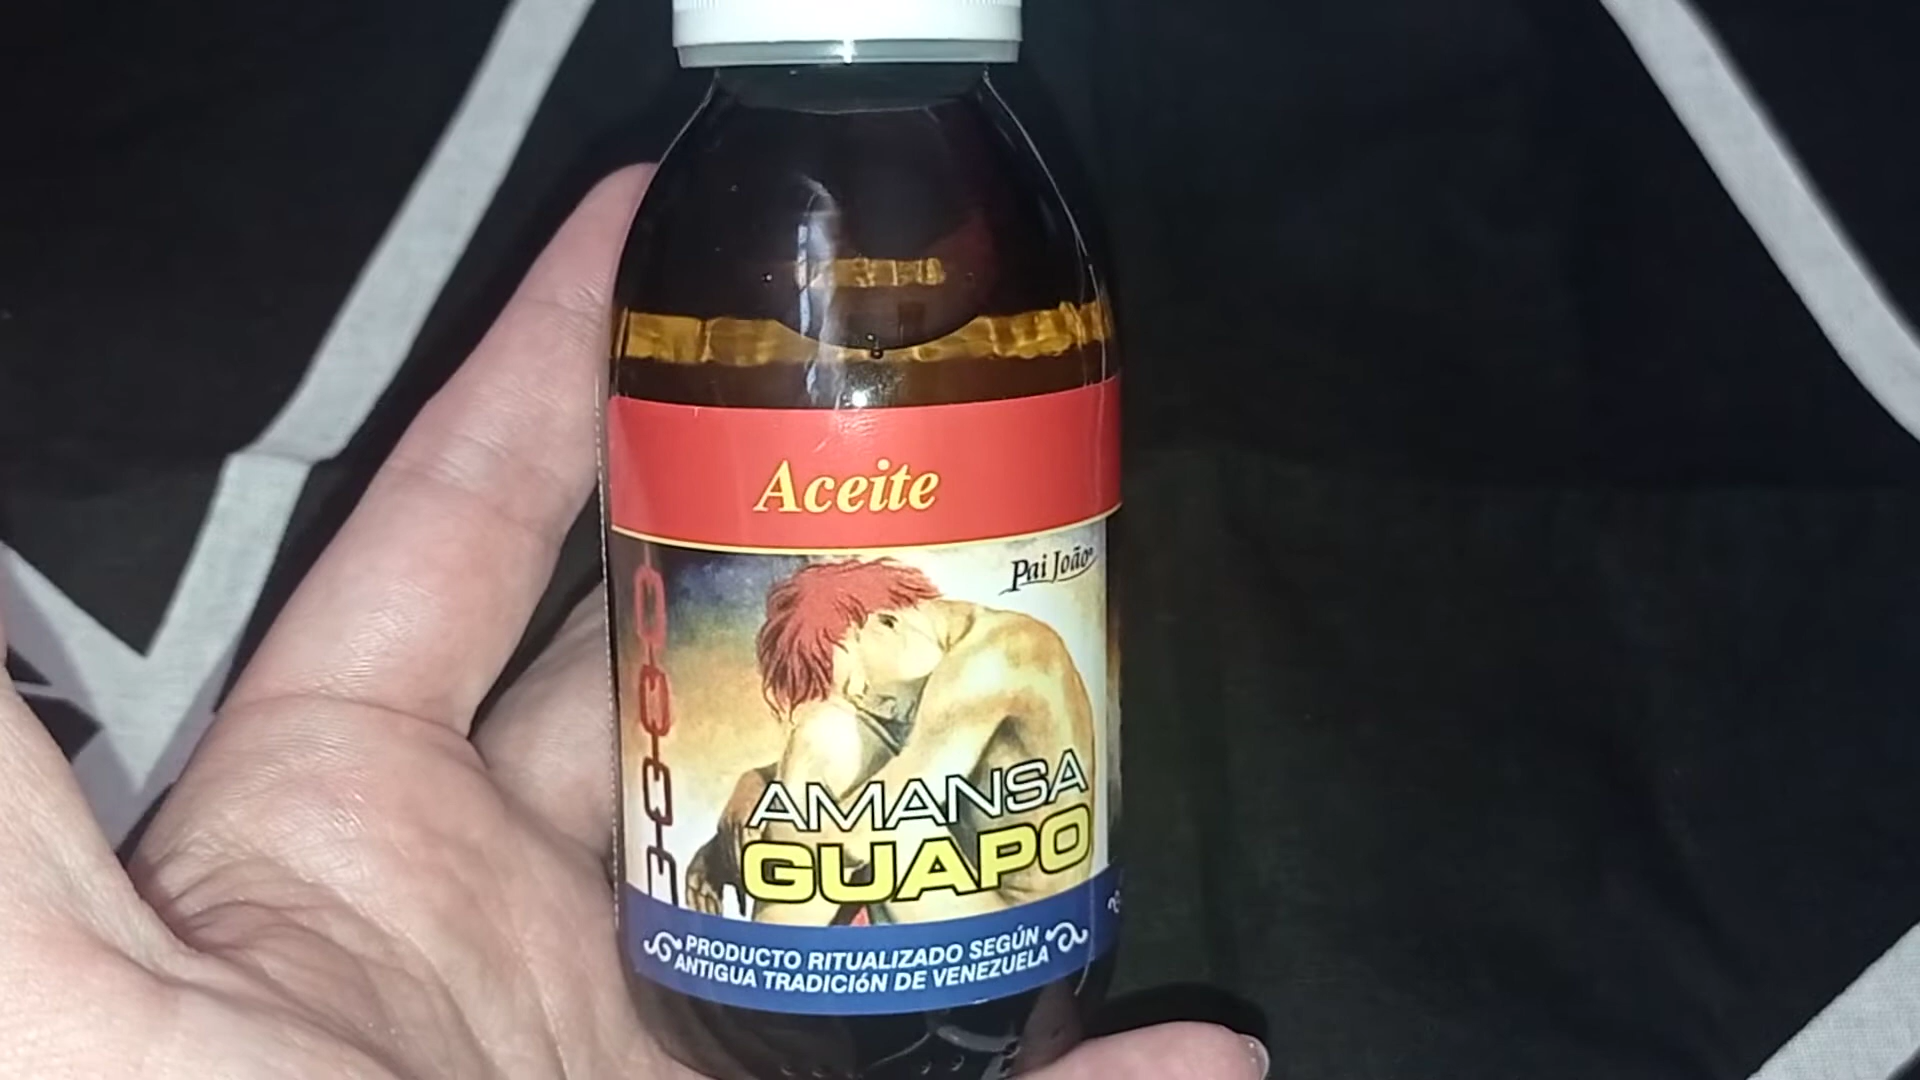 Aceite
Pai João
AMANSA
GUAPO
PRODUCTO RITUALIZADO SEGÚN
ANTIGUA TRADICIóN DE VENEZUELA